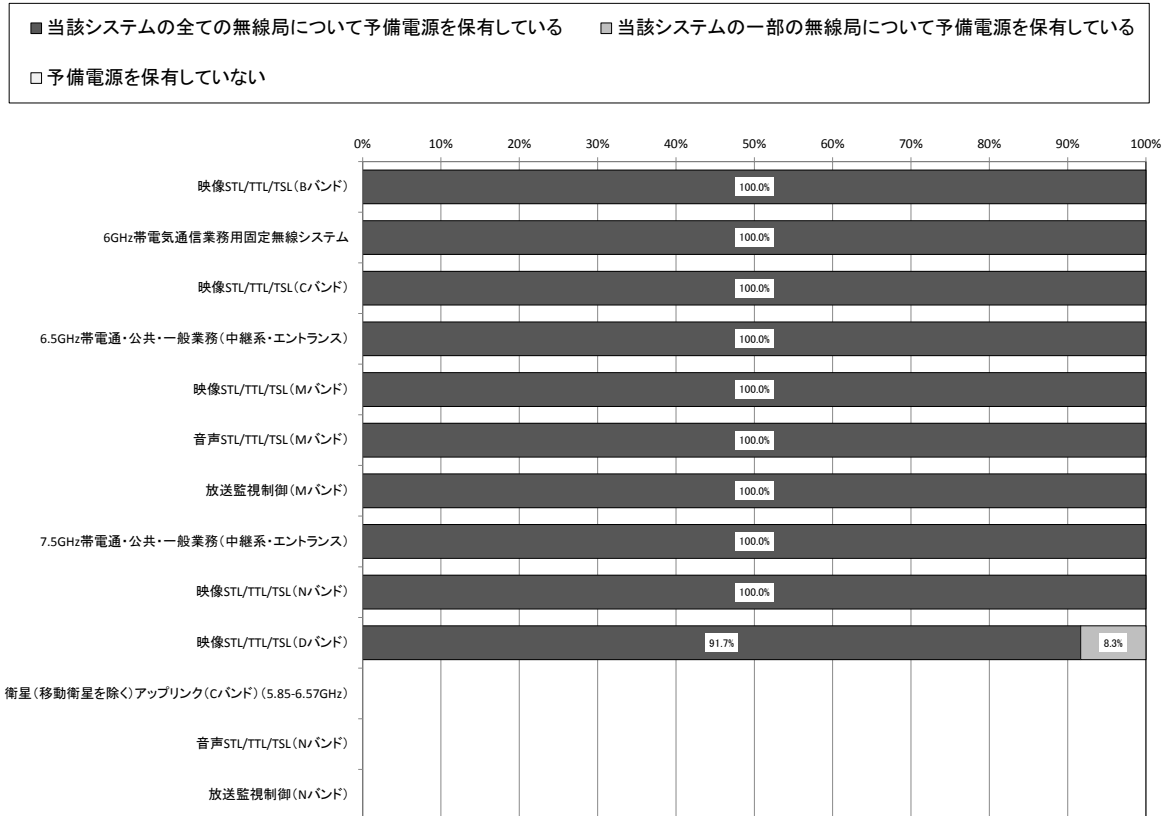 ■当該システムの全ての無線局について予備電源を保有している ■当該システムの一部の無線局について予備電源を保有している
□予備電源を保有していない
0% 10% 20% 30% 40% 50% 60% 70% 80% 90% 100%
映像STL/TTL/TSL(Bバンド) 100.0%
6GHz帯電気通信業務用固定無線システム 100.0%
映像STL/TTL/TSL(Cバンド) 100.0%
6.5GHz帯電通・公共・一般業務(中継系・エントランス) 100.0%
映像STL/TTL/TSL(Mバンド) 100.0%
音声STL/TTL/TSL(Mバンド) 100.0%
放送監視制御(Mバンド) 100.0%
7.5GHz帯電通・公共・一般業務(中継系・エントランス) 100.0%
映像STL/TTL/TSL(Nバンド) 100.0%
映像STL/TTL/TSL(Dバンド) 91.7% 8.3%
衛星(移動衛星を除く)アップリンク(Cバンド)(5.85-6.57GHz)
音声STL/TTL/TSL(Nバンド)
放送監視制御(Nバンド)